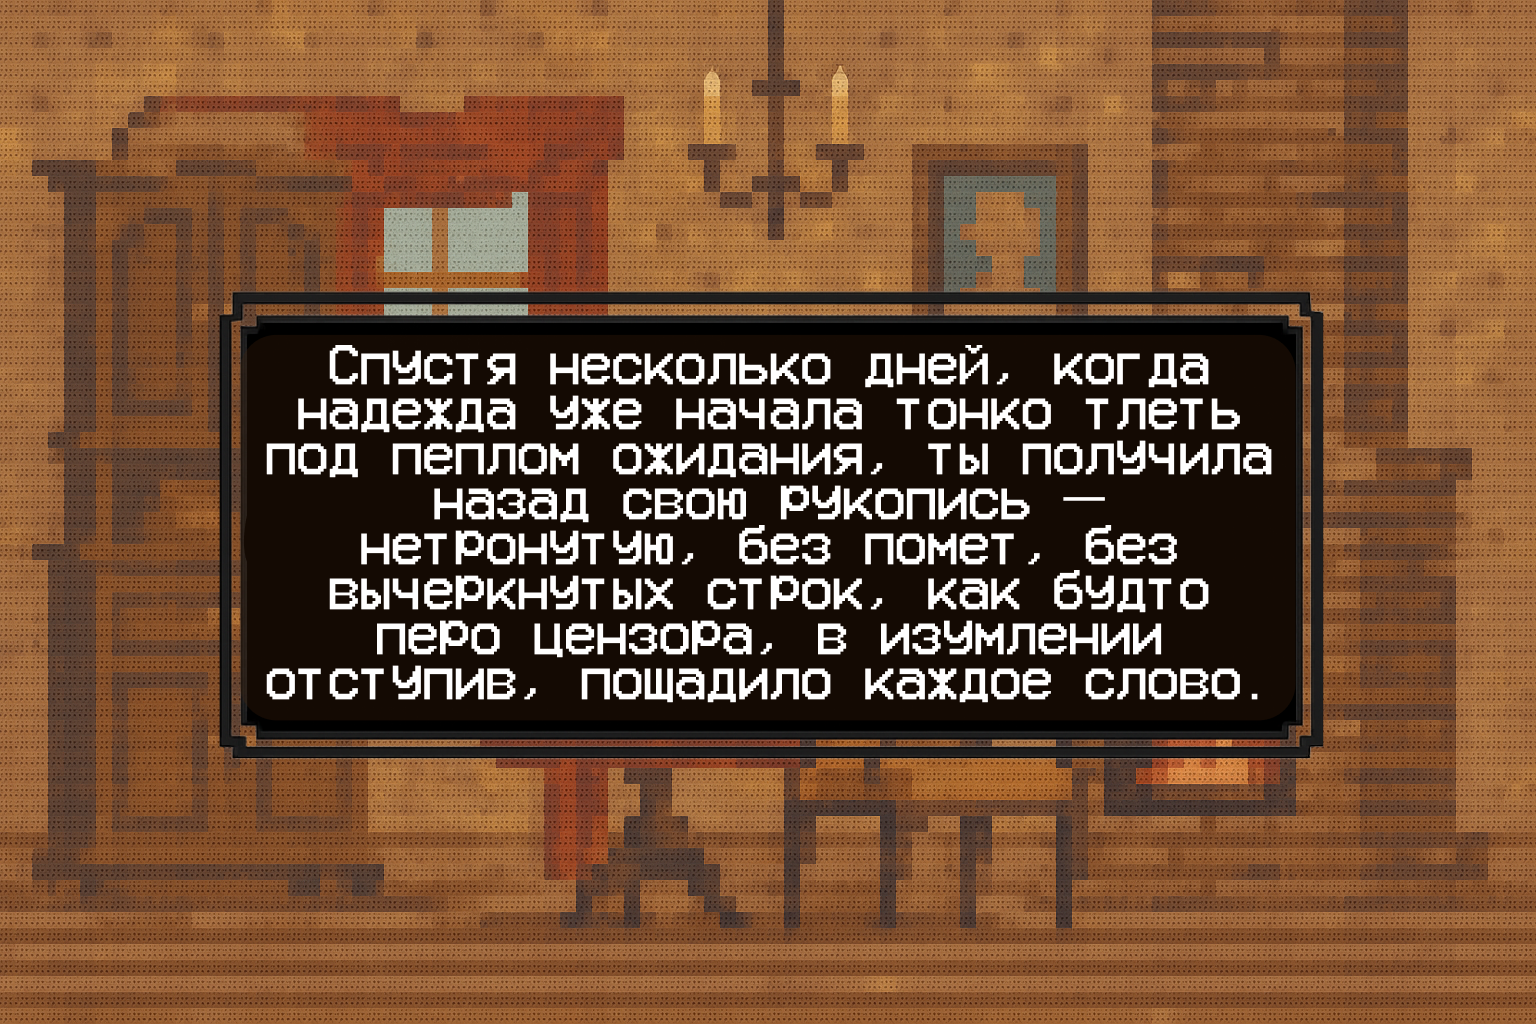 Спустя несколько дней, когда
надежда уже начала тонко тлеть
под пеплом ожидания, ты получила
назад свою рукопись —
нетронутую, без помет, без
вычеркнутых строк, как будто
перо цензора, в изумлении
отступив, пощадило каждое слово.